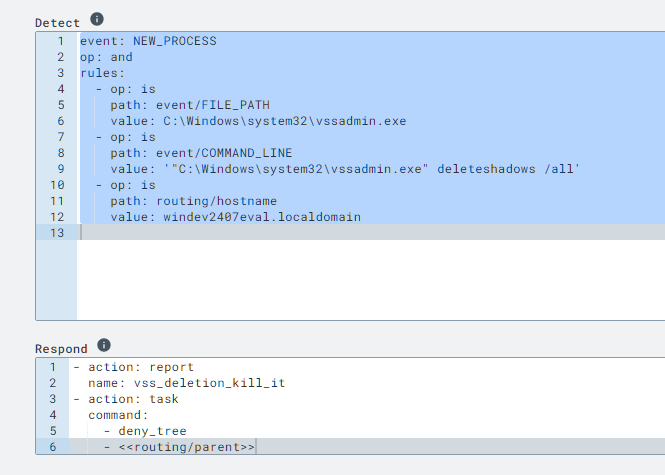 Detect
1 event: NEW_PROCESS
2 op: and
3 rules:
4   - op: is
5     path: event/FILE_PATH
6     value: C:\Windows\system32\vssadmin.exe
7   - op: is
8     path: event/COMMAND_LINE
9     value: '"C:\Windows\system32\vssadmin.exe" deleteshadows /all'
10   - op: is
11     path: routing/hostname
12     value: windev2407eval.localdomain
13
Respond
1 - action: report
2   name: vss_deletion_kill_it
3 - action: task
4   command:
5     - deny_tree
6     - <<routing/parent>>